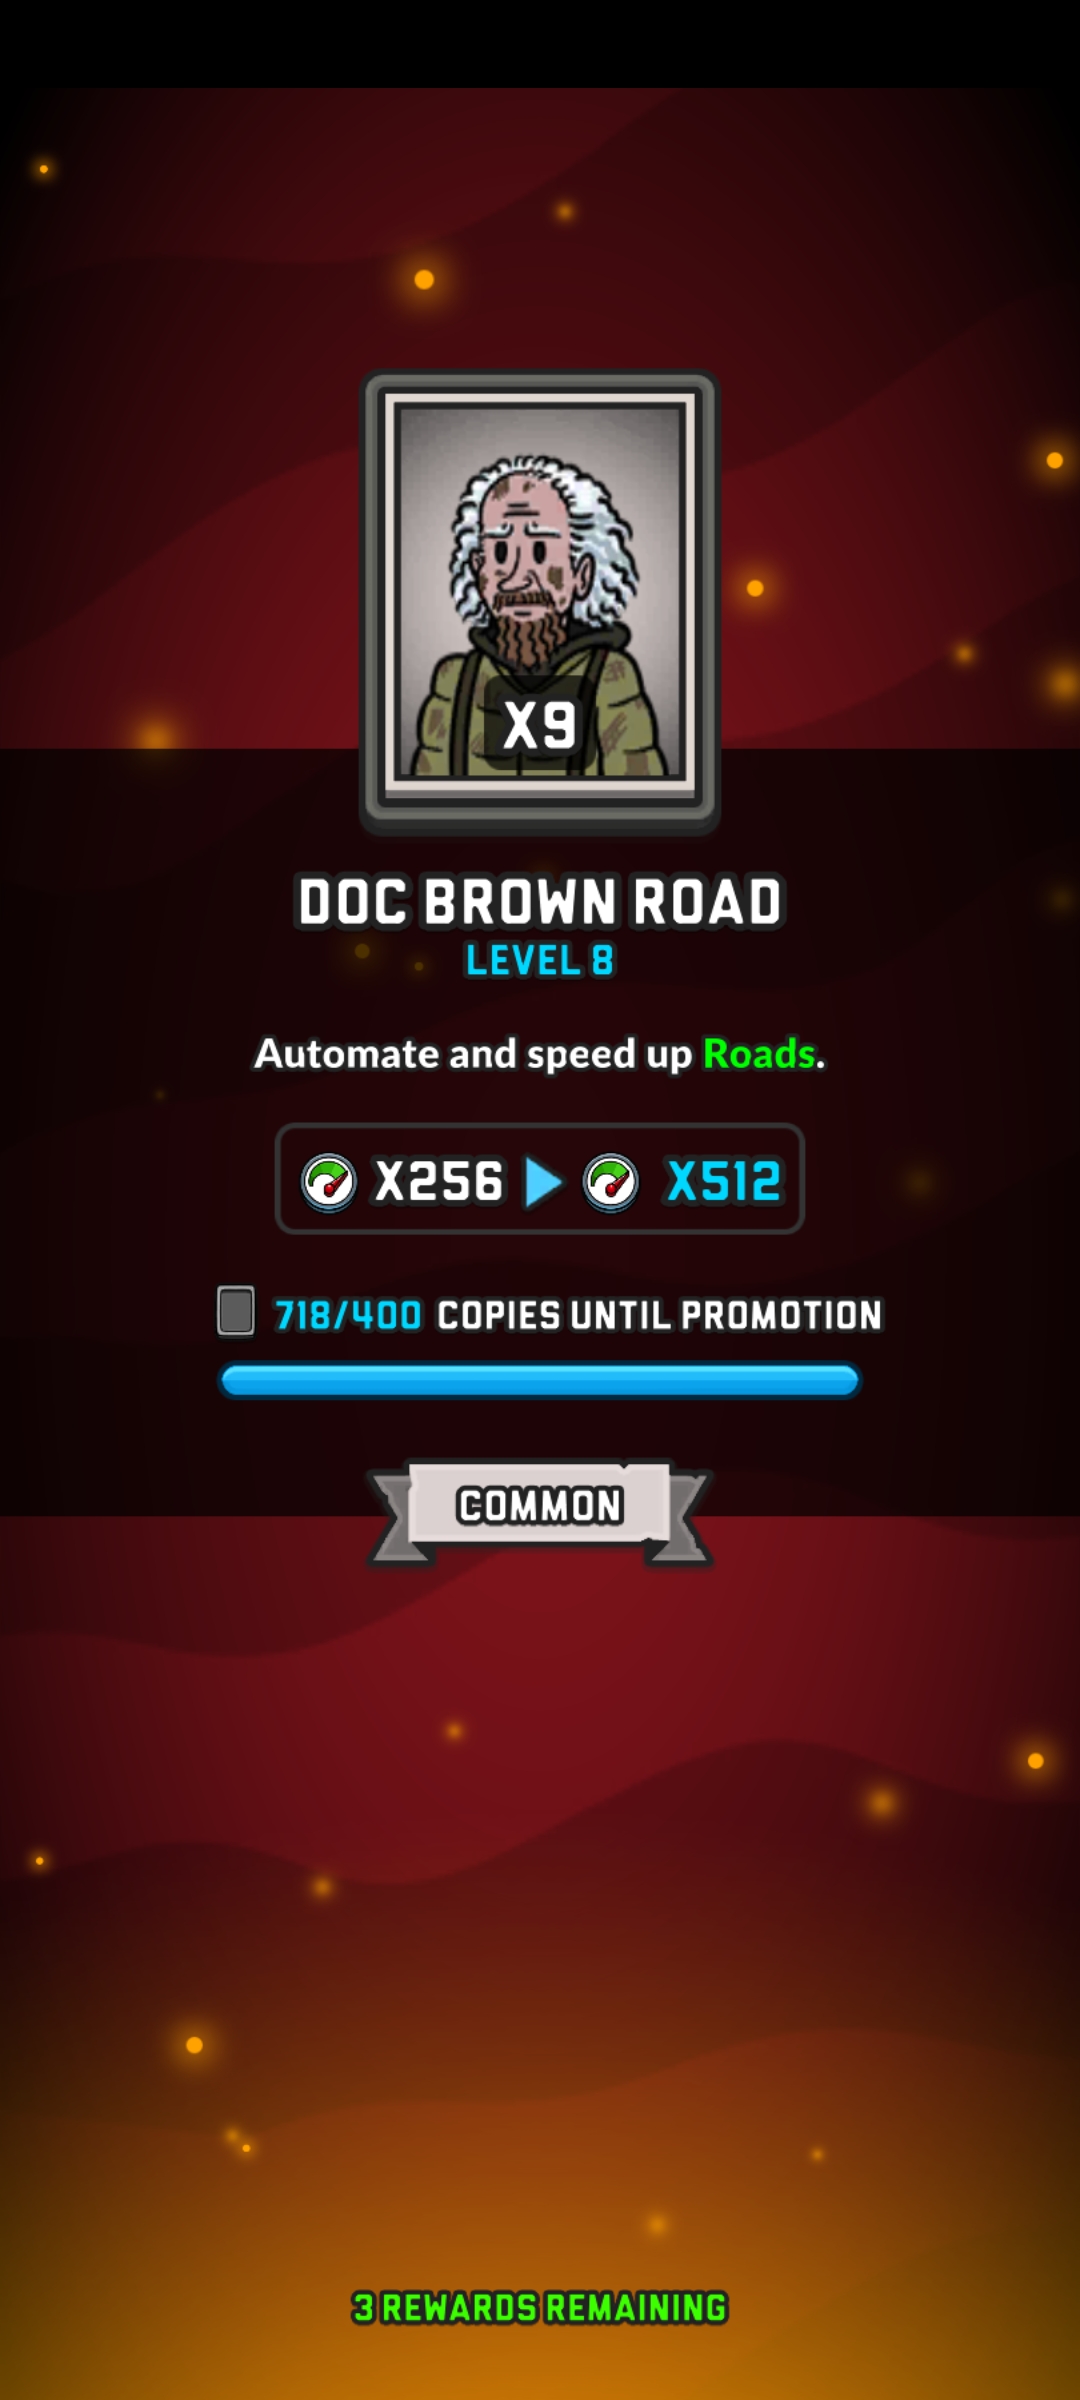 X9
DOC BROWN ROAD
LEVEL 8
Automate and speed up Roads.
X256 X512
718/400 COPIES UNTIL PROMOTION
COMMON
3 REWARDS REMAINING